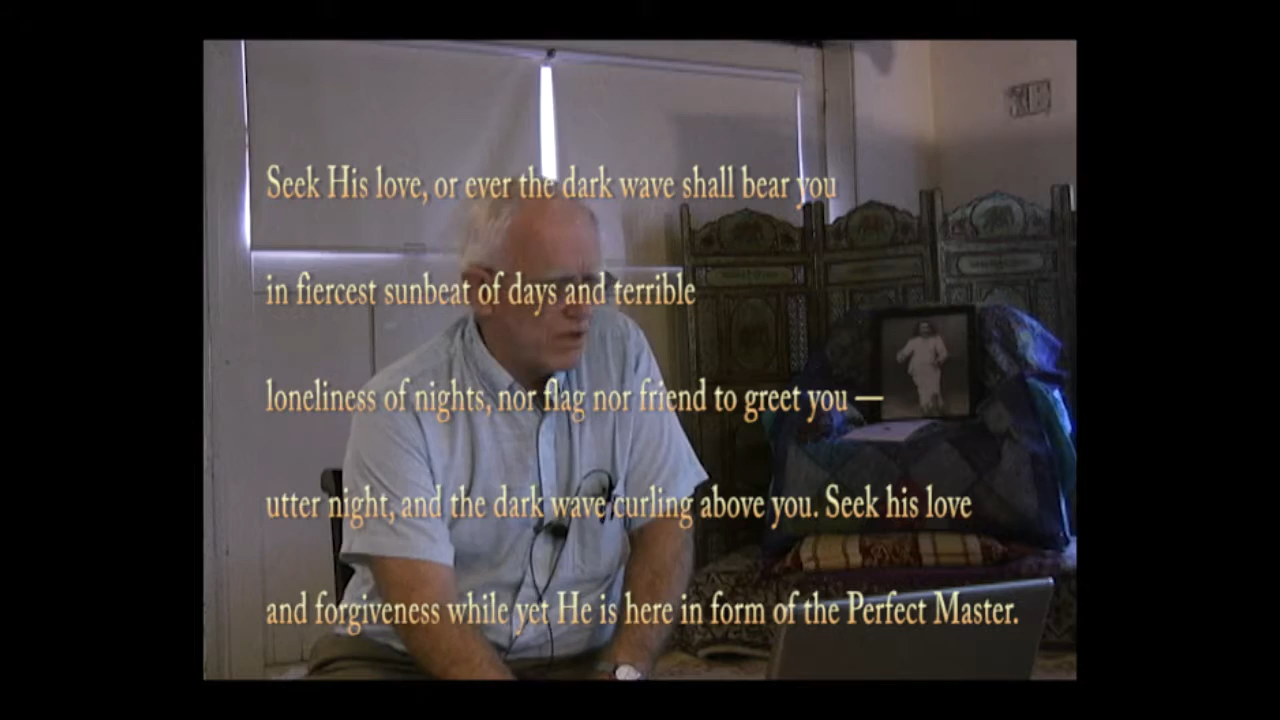 Seek His love, or ever the dark wave shall bear you
in fiercest sunbeat of days and terrible
loneliness of nights, nor flag nor friend to greet you —
utter night, and the dark wave curling above you. Seek his love
and forgiveness while yet He is here in form of the Perfect Master.